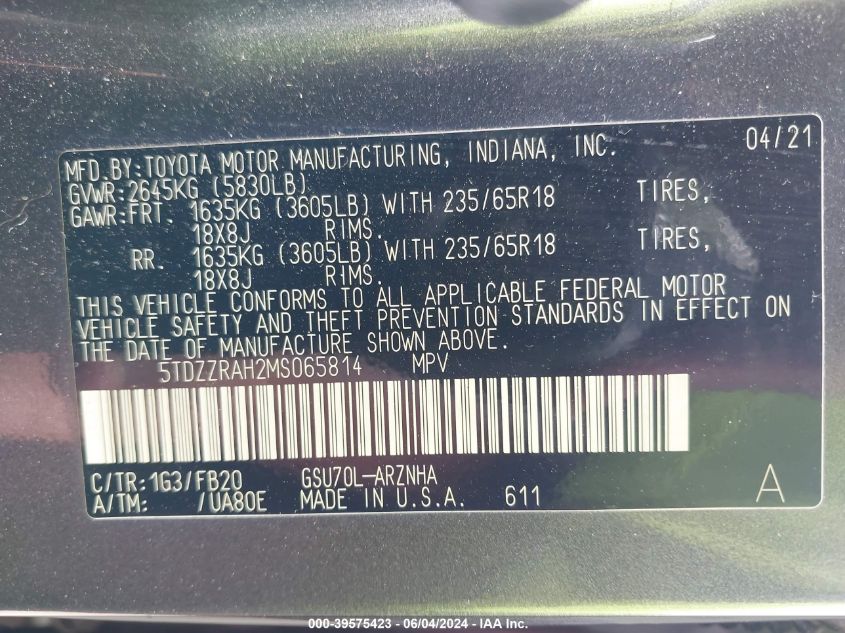 MFD.BY:TOYOTA MOTOR MANUFACTURING, INDIANA, INC. 04/21
GVWR:2645KG (5830LB)
GAWR:FRT. 1635KG (3605LB) WITH 235/65R18 TIRES,
18X8J RIMS.
RR. 1635KG (3605LB) WITH 235/65R18 TIRES,
18X8J RIMS.
THIS VEHICLE CONFORMS TO ALL APPLICABLE FEDERAL MOTOR
VEHICLE SAFETY AND THEFT PREVENTION STANDARDS IN EFFECT ON
THE DATE OF MANUFACTURE SHOWN ABOVE.
5TDZZRAH2MS065814 MPV
C/TR:1G3/FB20 GSU70L-ARZNHA
A/TM: /UA80E MADE IN U.S.A. 611 A
000-39575423 - 06/04/2024 - IAA Inc.